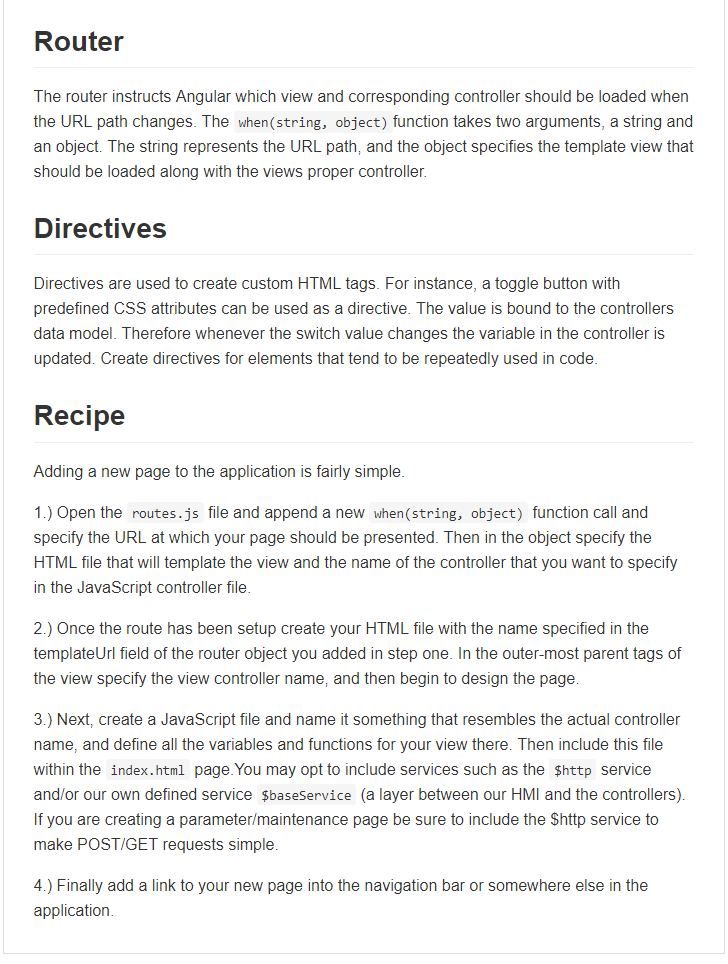 Router
The router instructs Angular which view and corresponding controller should be loaded when
the URL path changes. The when(string, object) function takes two arguments, a string and
an object. The string represents the URL path, and the object specifies the template view that
should be loaded along with the views proper controller.
Directives
Directives are used to create custom HTML tags. For instance, a toggle button with
predefined CSS attributes can be used as a directive. The value is bound to the controllers
data model. Therefore whenever the switch value changes the variable in the controller is
updated. Create directives for elements that tend to be repeatedly used in code.
Recipe
Adding a new page to the application is fairly simple.
1.) Open the routes.js file and append a new when(string, object) function call and
specify the URL at which your page should be presented. Then in the object specify the
HTML file that will template the view and the name of the controller that you want to specify
in the JavaScript controller file.
2.) Once the route has been setup create your HTML file with the name specified in the
templateUrl field of the router object you added in step one. In the outer-most parent tags of
the view specify the view controller name, and then begin to design the page.
3.) Next, create a JavaScript file and name it something that resembles the actual controller
name, and define all the variables and functions for your view there. Then include this file
within the index.html page.You may opt to include services such as the $http service
and/or our own defined service $baseService (a layer between our HMI and the controllers).
If you are creating a parameter/maintenance page be sure to include the $http service to
make POST/GET requests simple.
4.) Finally add a link to your new page into the navigation bar or somewhere else in the
application.